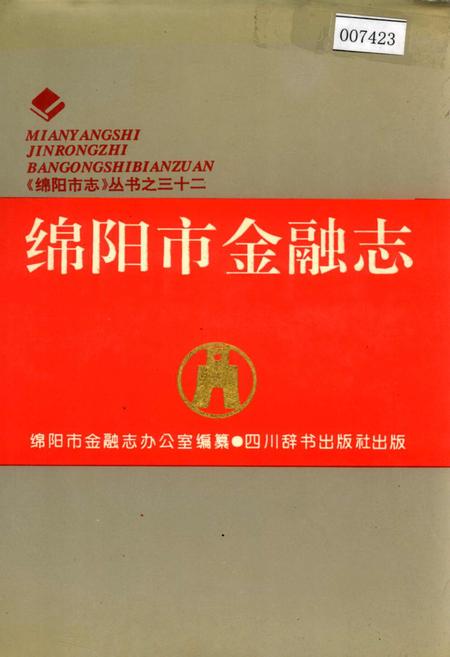 007423
MIANYANGSHI
JINRONGZHI
BANGONGSHIBIANZUAN
《绵阳市志》丛书之三十二
绵阳市金融志
绵阳市金融志办公室编纂●四川辞书出版社出版